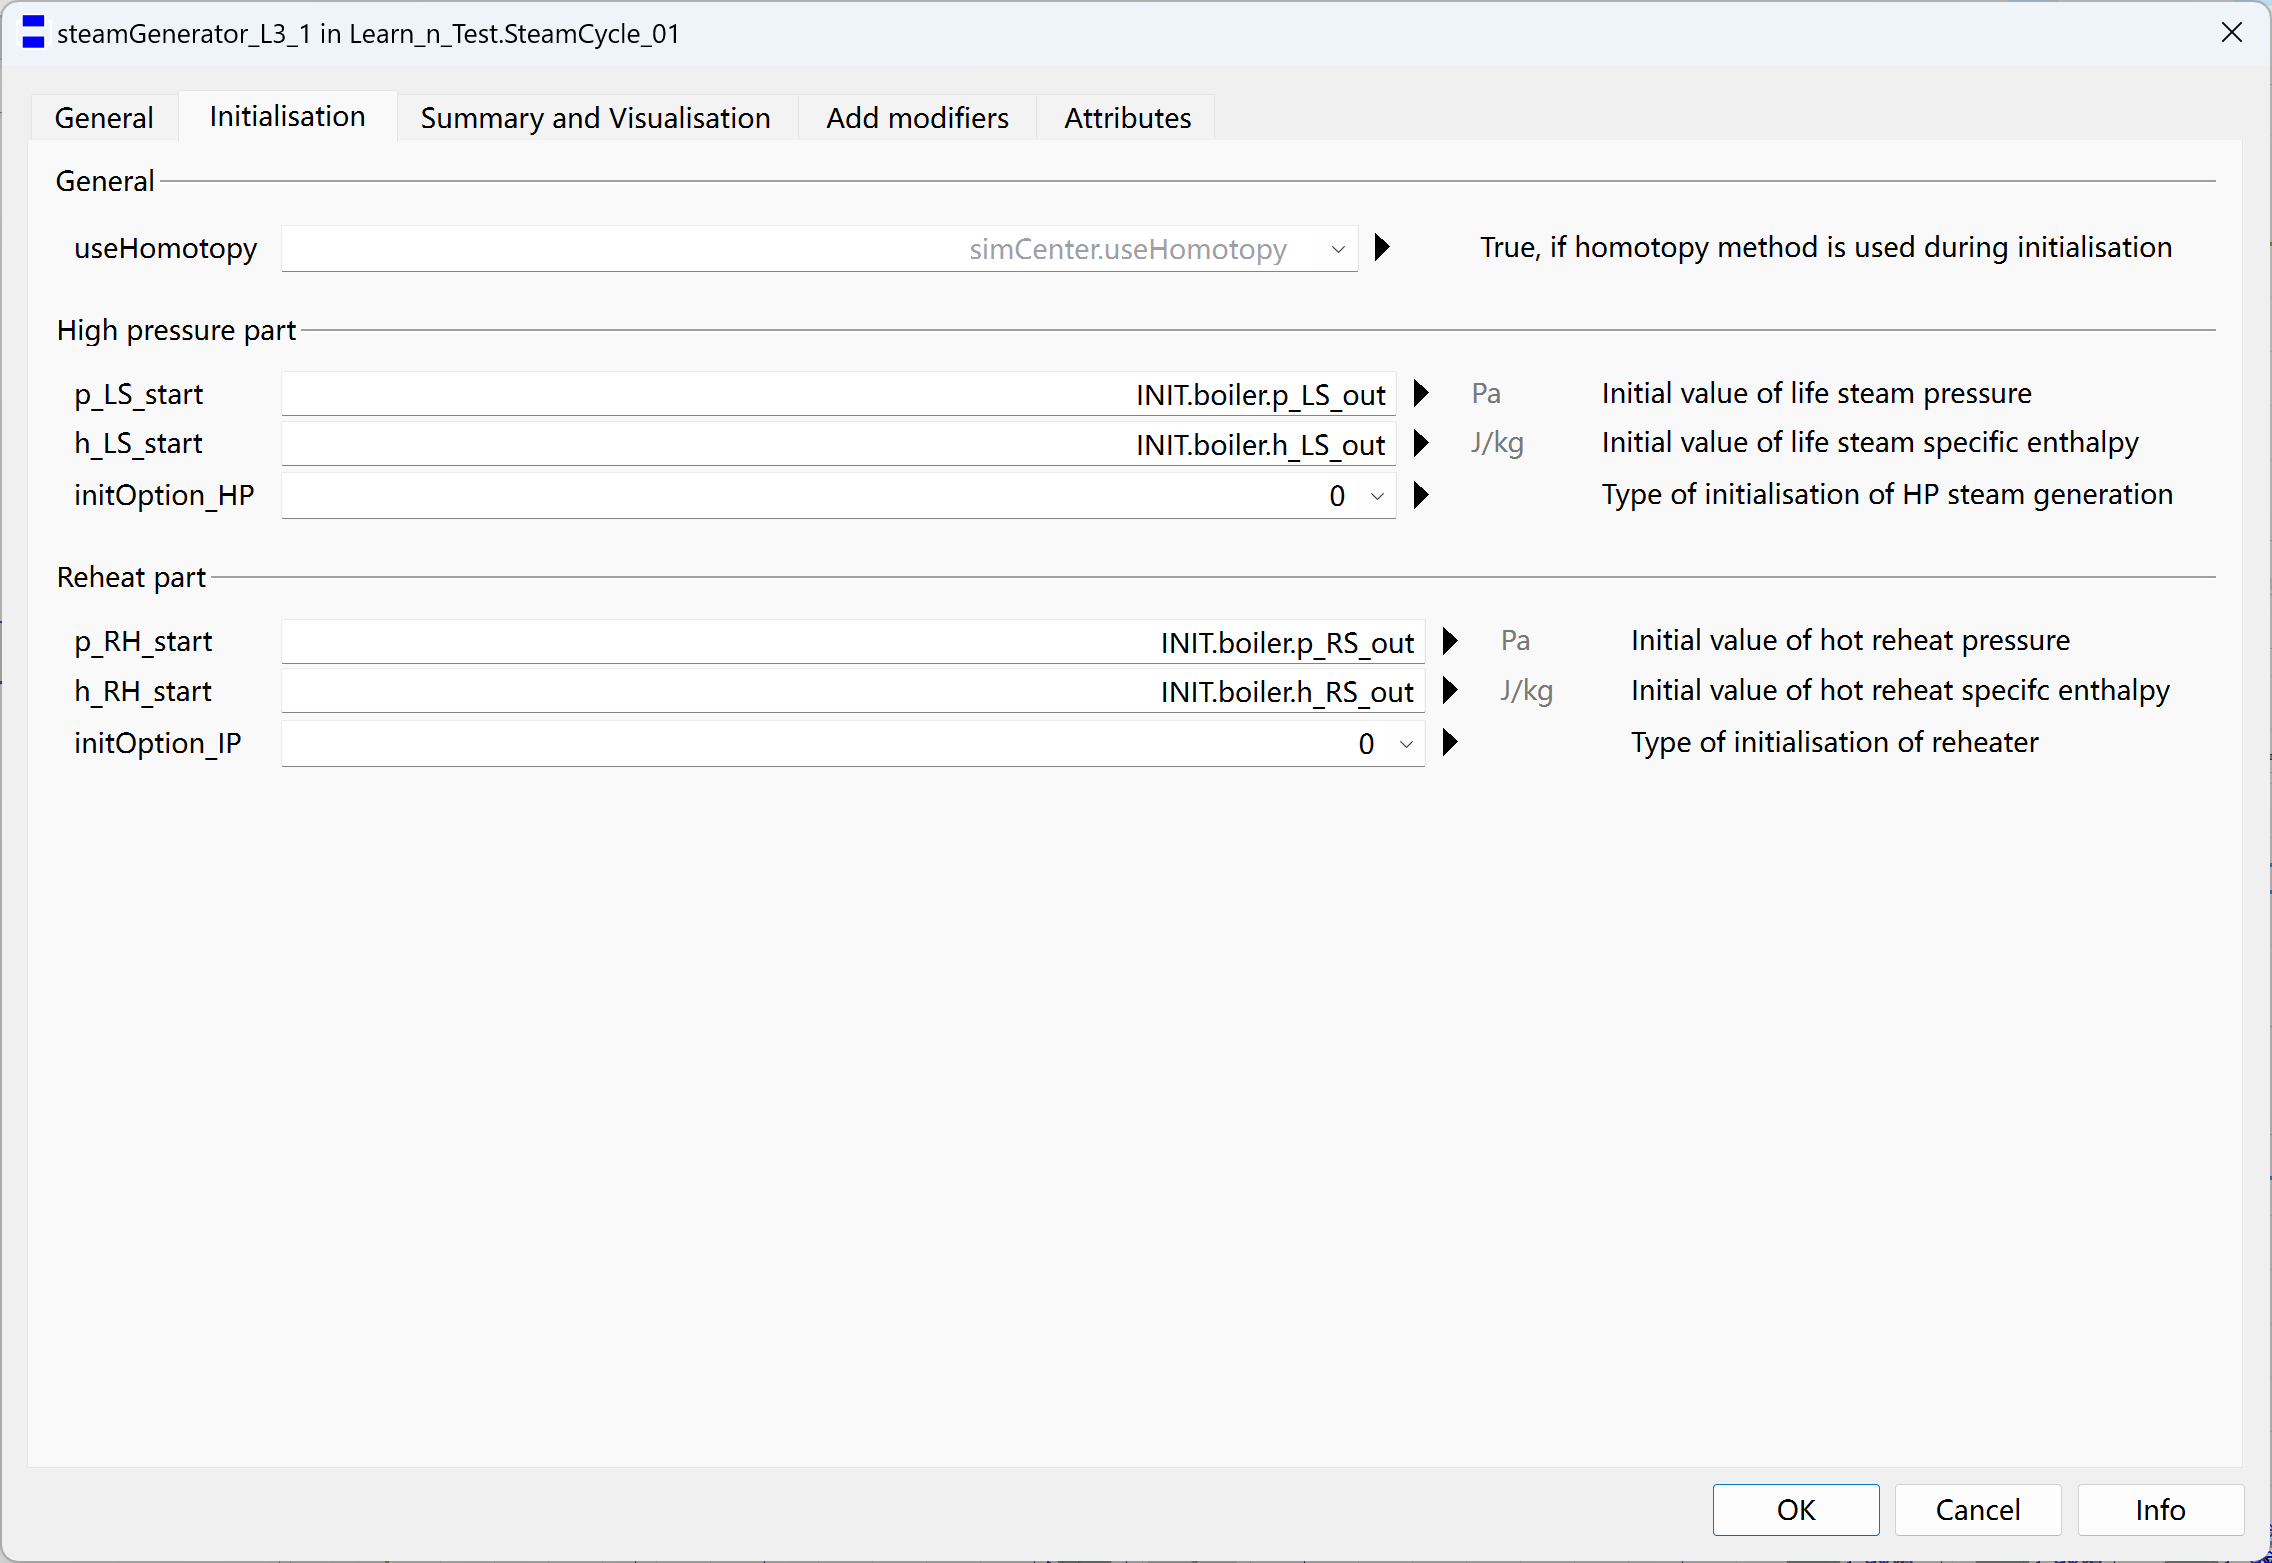 steamGenerator_L3_1 in Learn_n_Test.SteamCycle_01
General Initialisation Summary and Visualisation Add modifiers Attributes
General
useHomotopy simCenter.useHomotopy True, if homotopy method is used during initialisation
High pressure part
p_LS_start INIT.boiler.p_LS_out Pa Initial value of life steam pressure
h_LS_start INIT.boiler.h_LS_out J/kg Initial value of life steam specific enthalpy
initOption_HP 0 Type of initialisation of HP steam generation
Reheat part
p_RH_start INIT.boiler.p_RS_out Pa Initial value of hot reheat pressure
h_RH_start INIT.boiler.h_RS_out J/kg Initial value of hot reheat specifc enthalpy
initOption_IP 0 Type of initialisation of reheater
OK Cancel Info